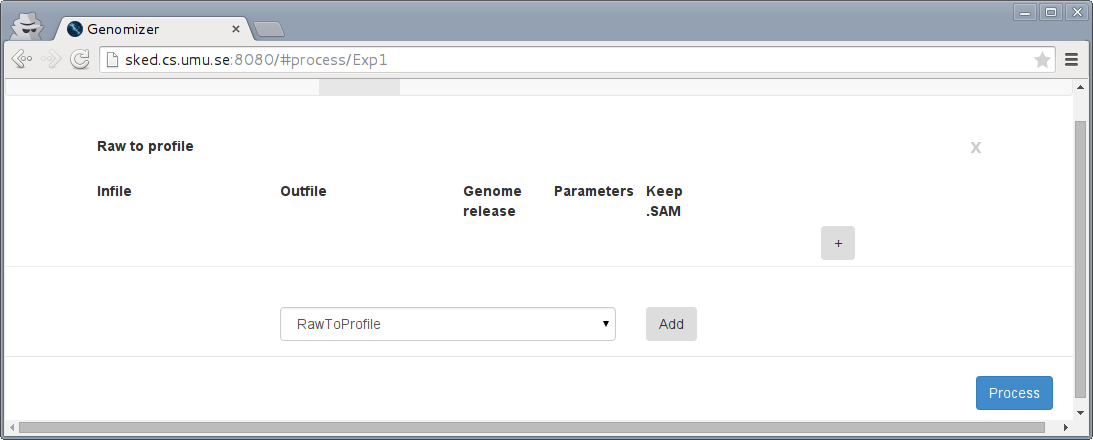 Genomizer ×
sked.cs.umu.se:8080/#process/Exp1
Raw to profile x
Infile Outfile Genome release Parameters Keep .SAM
+
RawToProfile Add
Process